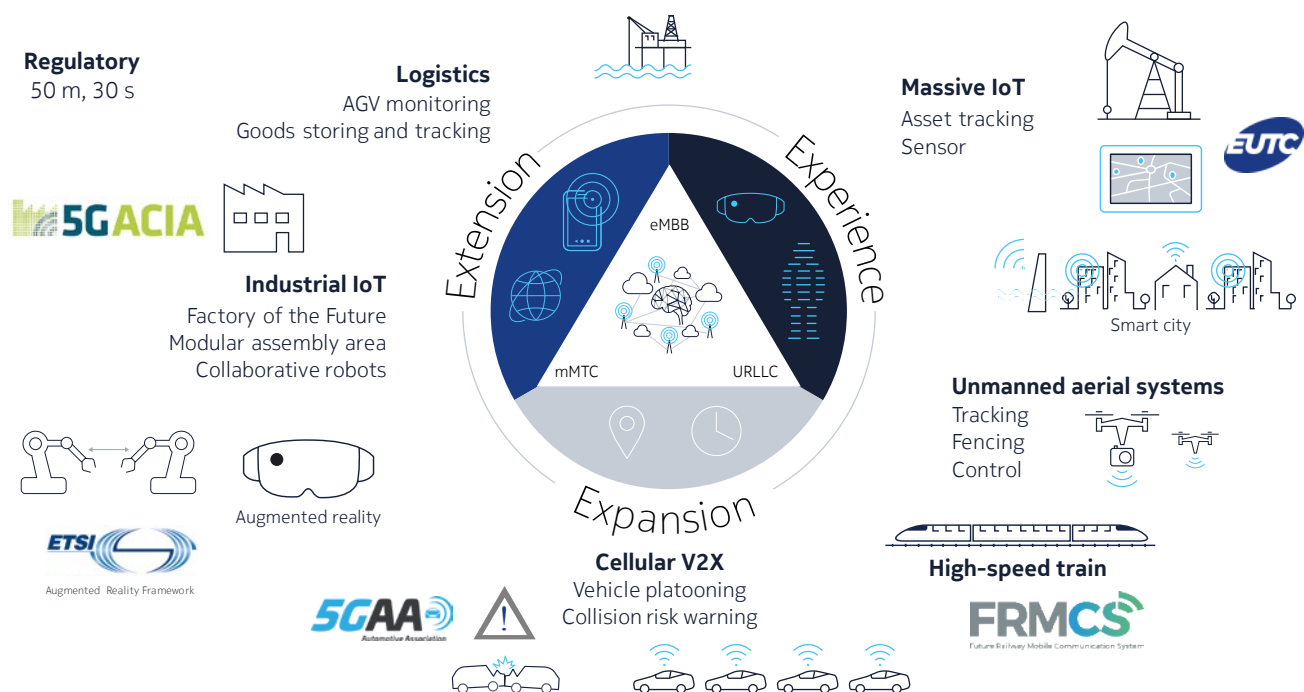 Regulatory
50 m, 30 s
Logistics
AGV monitoring
Goods storing and tracking
Massive IoT
Asset tracking
Sensor
EUTC
5GACIA
Extension
Experience
eMBB
mMTC
URLLC
Expansion
Industrial IoT
Factory of the Future
Modular assembly area
Collaborative robots
Smart city
Unmanned aerial systems
Tracking
Fencing
Control
Augmented reality
ETSI
Augmented Reality Framework
Cellular V2X
Vehicle platooning
Collision risk warning
5GAA
Automotive Association
!
High-speed train
FRMCS
Future Railway Mobile Communication System